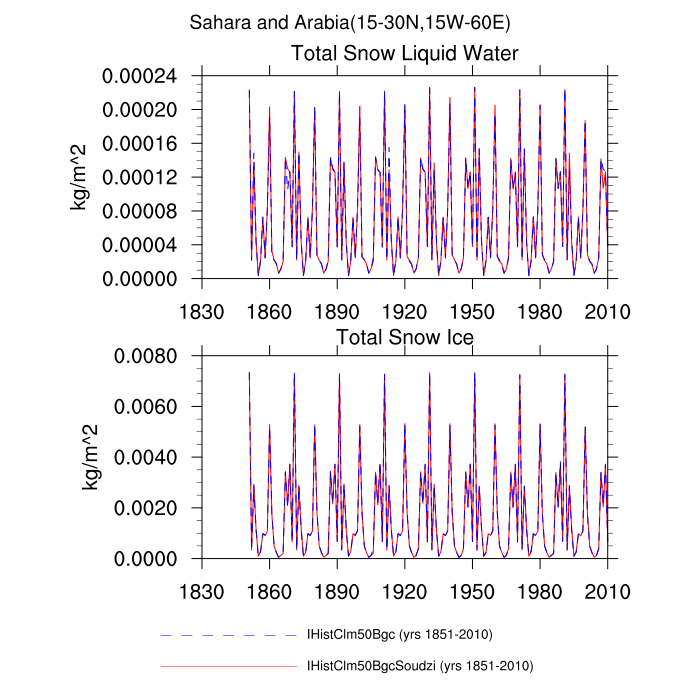 Sahara and Arabia(15-30N,15W-60E)
Total Snow Liquid Water
0.00024
0.00020
0.00016
0.00012
0.00008
0.00004
0.00000
kg/m^2
1830 1860 1890 1920 1950 1980 2010
Total Snow Ice
0.0080
0.0060
0.0040
0.0020
0.0000
kg/m^2
1830 1860 1890 1920 1950 1980 2010
IHistClm50Bgc (yrs 1851-2010)
IHistClm50BgcSoudzi (yrs 1851-2010)